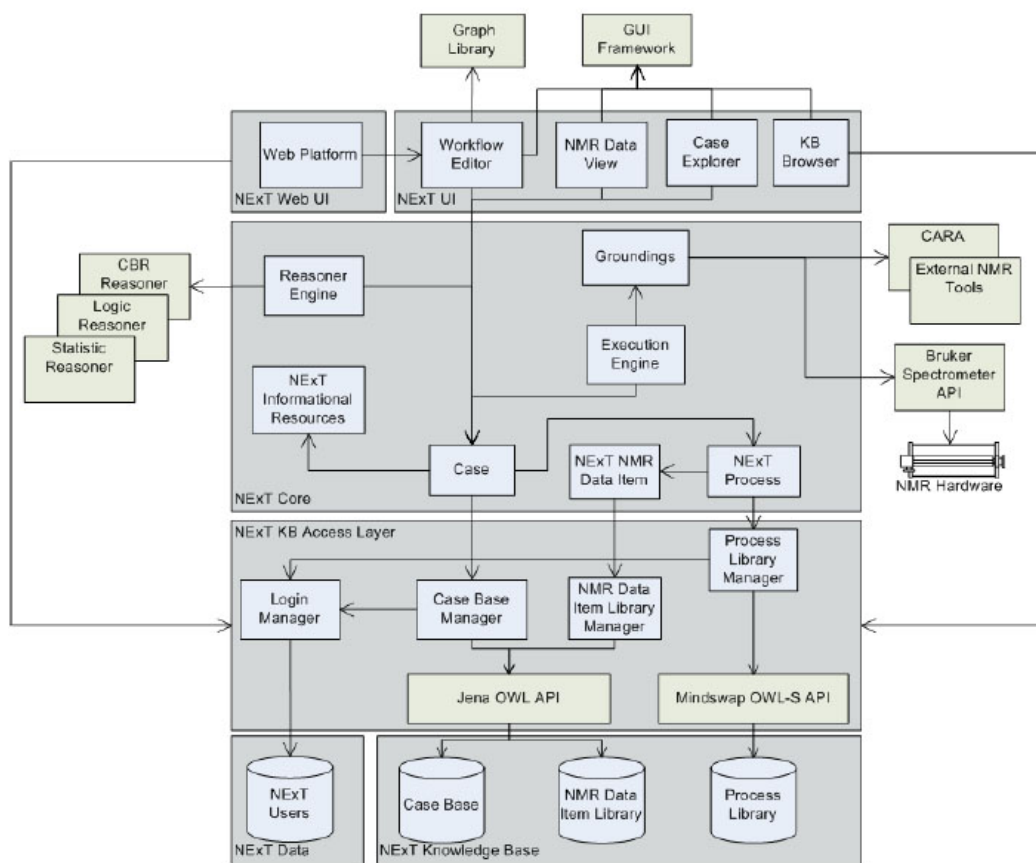 Graph
Library
GUI
Framework
Web Platform
NExT Web UI
Workflow
Editor
NMR Data
View
Case
Explorer
KB
Browser
NExT UI
CBR
Reasoner
Logic
Reasoner
Statistic
Reasoner
Reasoner
Engine
Groundings
Execution
Engine
CARA
External NMR
Tools
Bruker
Spectrometer
API
NMR Hardware
NExT
Informational
Resources
Case
NExT NMR
Data Item
NExT
Process
NExT Core
NExT KB Access Layer
Process
Library
Manager
Login
Manager
Case Base
Manager
NMR Data
Item Library
Manager
Jena OWL API
Mindswap OWL-S API
NExT
Users
NExT Data
Case Base
NMR Data
Item Library
Process
Library
NExT Knowledge Base